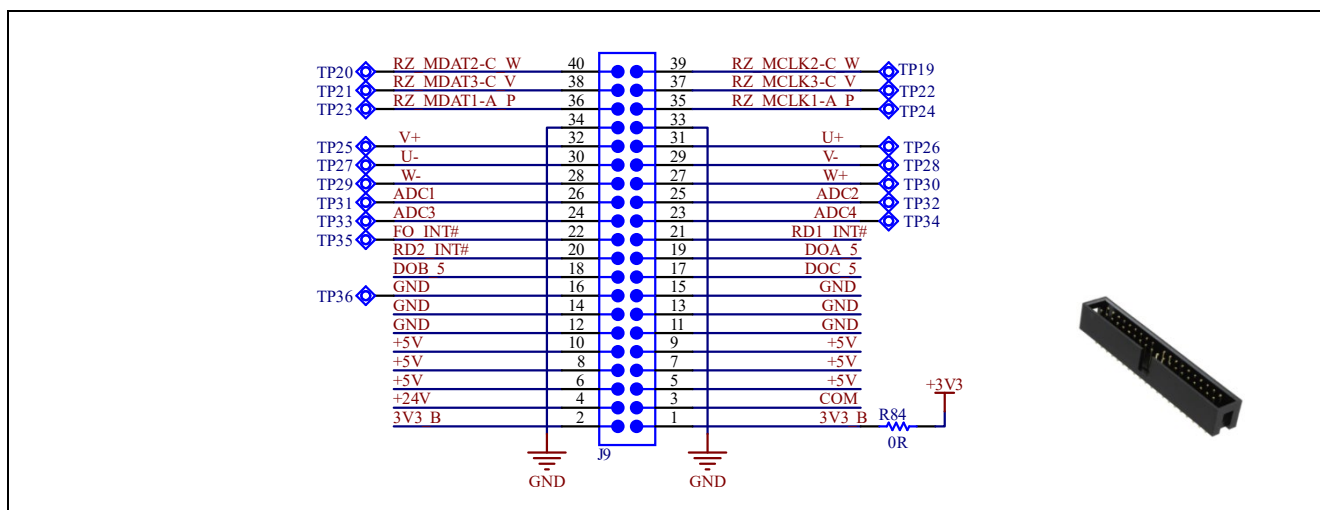 TP20 RZ_MDAT2-C_W 40 39 RZ_MCLK2-C_W TP19
TP21 RZ_MDAT3-C_V 38 37 RZ_MCLK3-C_V TP22
TP23 RZ_MDAT1-A_P 36 35 RZ_MCLK1-A_P TP24
34 33
TP25 V+ 32 31 U+ TP26
TP27 U- 30 29 V- TP28
TP29 W- 28 27 W+ TP30
TP31 ADC1 26 25 ADC2 TP32
TP33 ADC3 24 23 ADC4 TP34
TP35 FO_INT# 22 21 RD1_INT#
RD2_INT# 20 19 DOA_5
DOB_5 18 17 DOC_5
TP36 GND 16 15 GND
GND 14 13 GND
GND 12 11 GND
+5V 10 9 +5V
+5V 8 7 +5V
+5V 6 5 +5V
+24V 4 3 COM
3V3_B 2 1 3V3_B R84 +3V3
0R
J9
GND GND